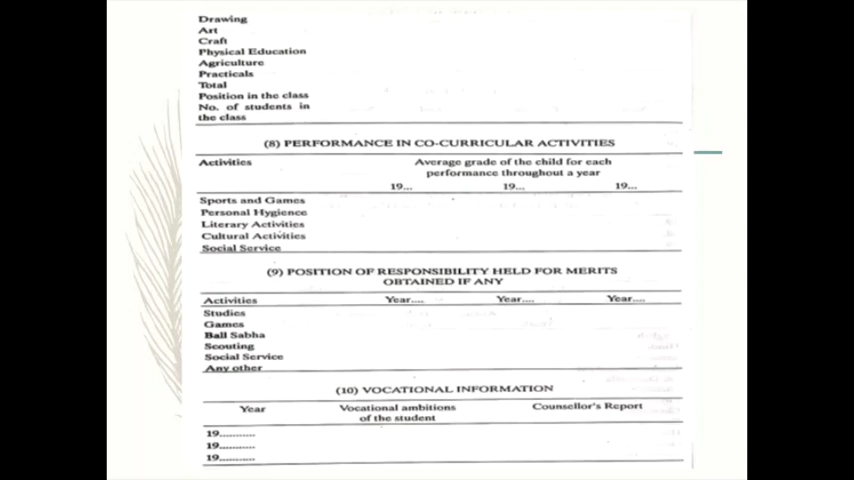 Drawing
Art
Craft
Physical Education
Agriculture
Practicals
Total
Position in the class
No. of students in
the class
(8) PERFORMANCE IN CO-CURRICULAR ACTIVITIES
Activities Average grade of the child for each
performance throughout a year
19... 19... 19...
Sports and Games
Personal Hygience
Literary Activities
Cultural Activities
Social Service
(9) POSITION OF RESPONSIBILITY HELD FOR MERITS
OBTAINED IF ANY
Activities Year.... Year.... Year....
Studies
Games
Ball Sabha
Scouting
Social Service
Any other
(10) VOCATIONAL INFORMATION
Year Vocational ambitions Counsellor's Report
of the student
19...........
19...........
19...........